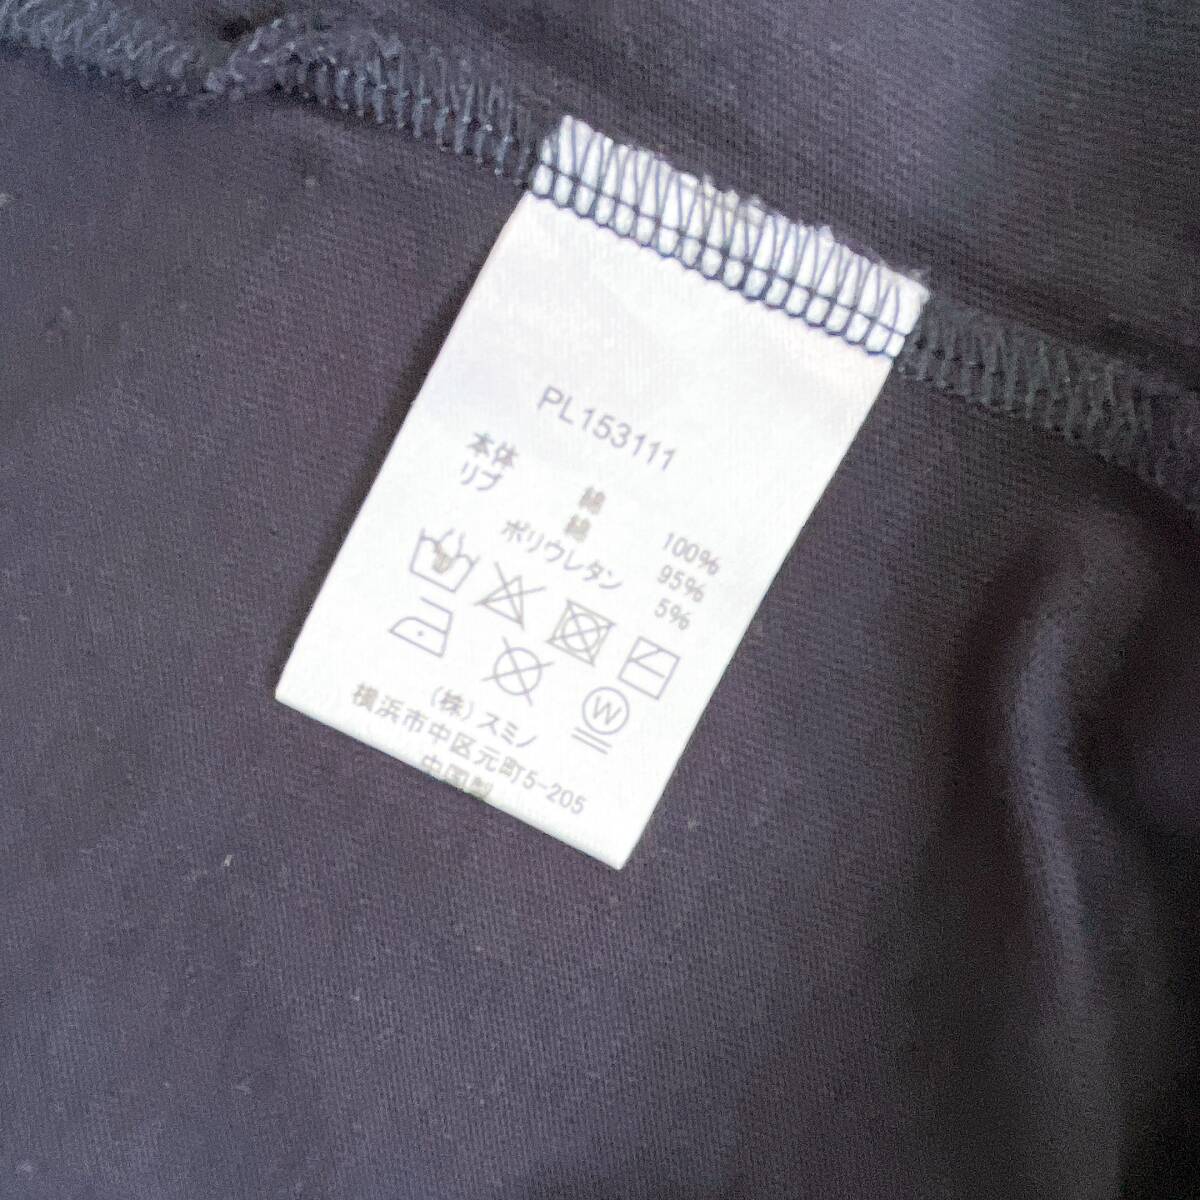 PL153111
本体 綿 100%
リブ 綿 95%
ポリウレタン 5%
W
(株) スミノ
横浜市中区元町5-205
中国製